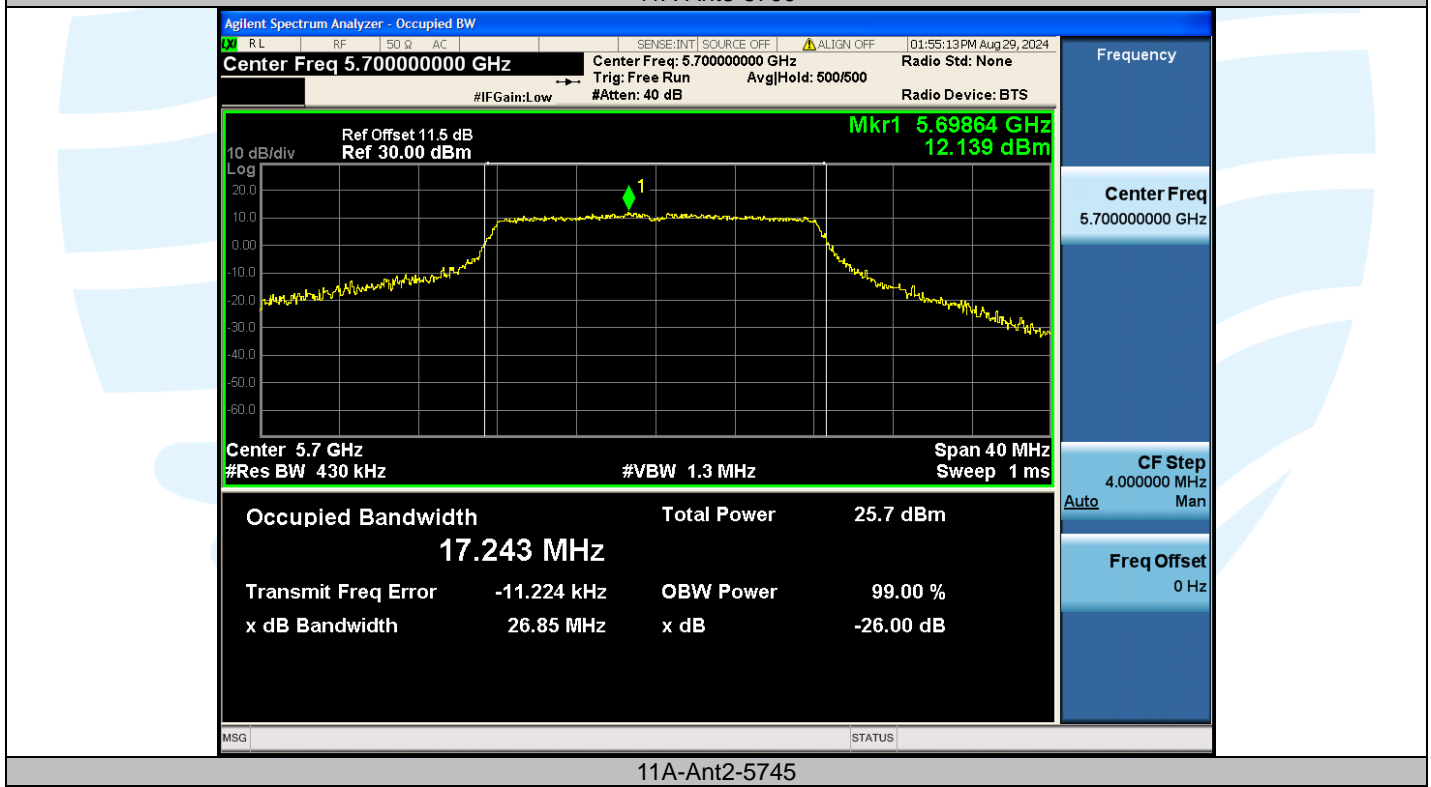 Agilent Spectrum Analyzer - Occupied BW
LXI RL RF 50 Ω AC SENSE:INT SOURCE OFF ALIGN OFF 01:55:13 PM Aug 29, 2024
Center Freq 5.700000000 GHz
Center Freq: 5.700000000 GHz Radio Std: None
Trig: Free Run Avg|Hold: 500/500
#IFGain:Low #Atten: 40 dB Radio Device: BTS
Mkr1 5.69864 GHz
12.139 dBm
Ref Offset 11.5 dB
10 dB/div Ref 30.00 dBm
Log
20.0
1
10.0
0.00
-10.0
-20.0
-30.0
-40.0
-50.0
-60.0
Center 5.7 GHz Span 40 MHz
#Res BW 430 kHz #VBW 1.3 MHz Sweep 1 ms
Occupied Bandwidth Total Power 25.7 dBm
17.243 MHz
Transmit Freq Error -11.224 kHz OBW Power 99.00 %
x dB Bandwidth 26.85 MHz x dB -26.00 dB
MSG STATUS
Frequency
Center Freq
5.700000000 GHz
CF Step
4.000000 MHz
Auto Man
Freq Offset
0 Hz
11A-Ant2-5745